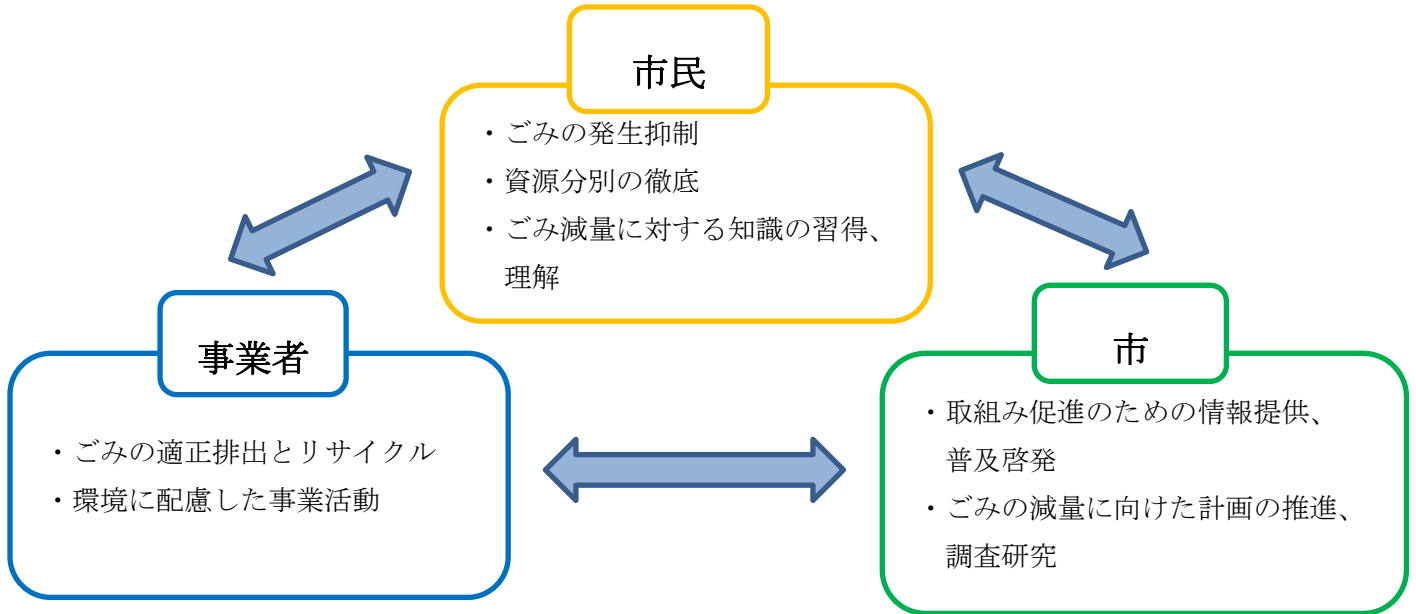 市民
・ごみの発生抑制
・資源分別の徹底
・ごみ減量に対する知識の習得、
理解
事業者
・ごみの適正排出とリサイクル
・環境に配慮した事業活動
市
・取組み促進のための情報提供、
普及啓発
・ごみの減量に向けた計画の推進、
調査研究